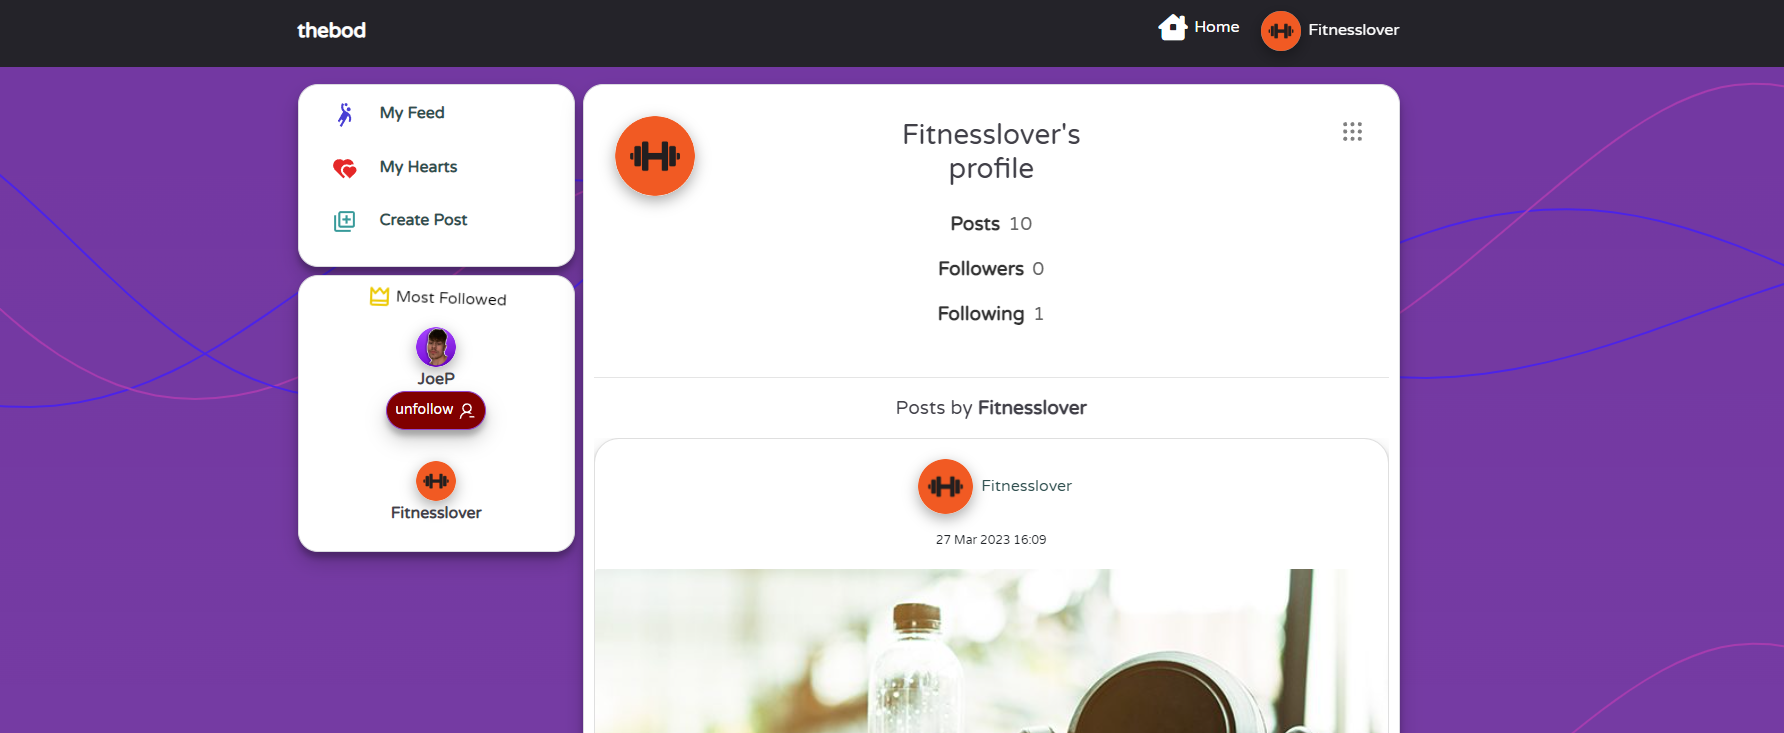 thebod
Home
Fitnesslover
My Feed
My Hearts
Create Post
Most Followed
JoeP
unfollow
Fitnesslover
Fitnesslover's
profile
Posts 10
Followers 0
Following 1
Posts by Fitnesslover
Fitnesslover
27 Mar 2023 16:09